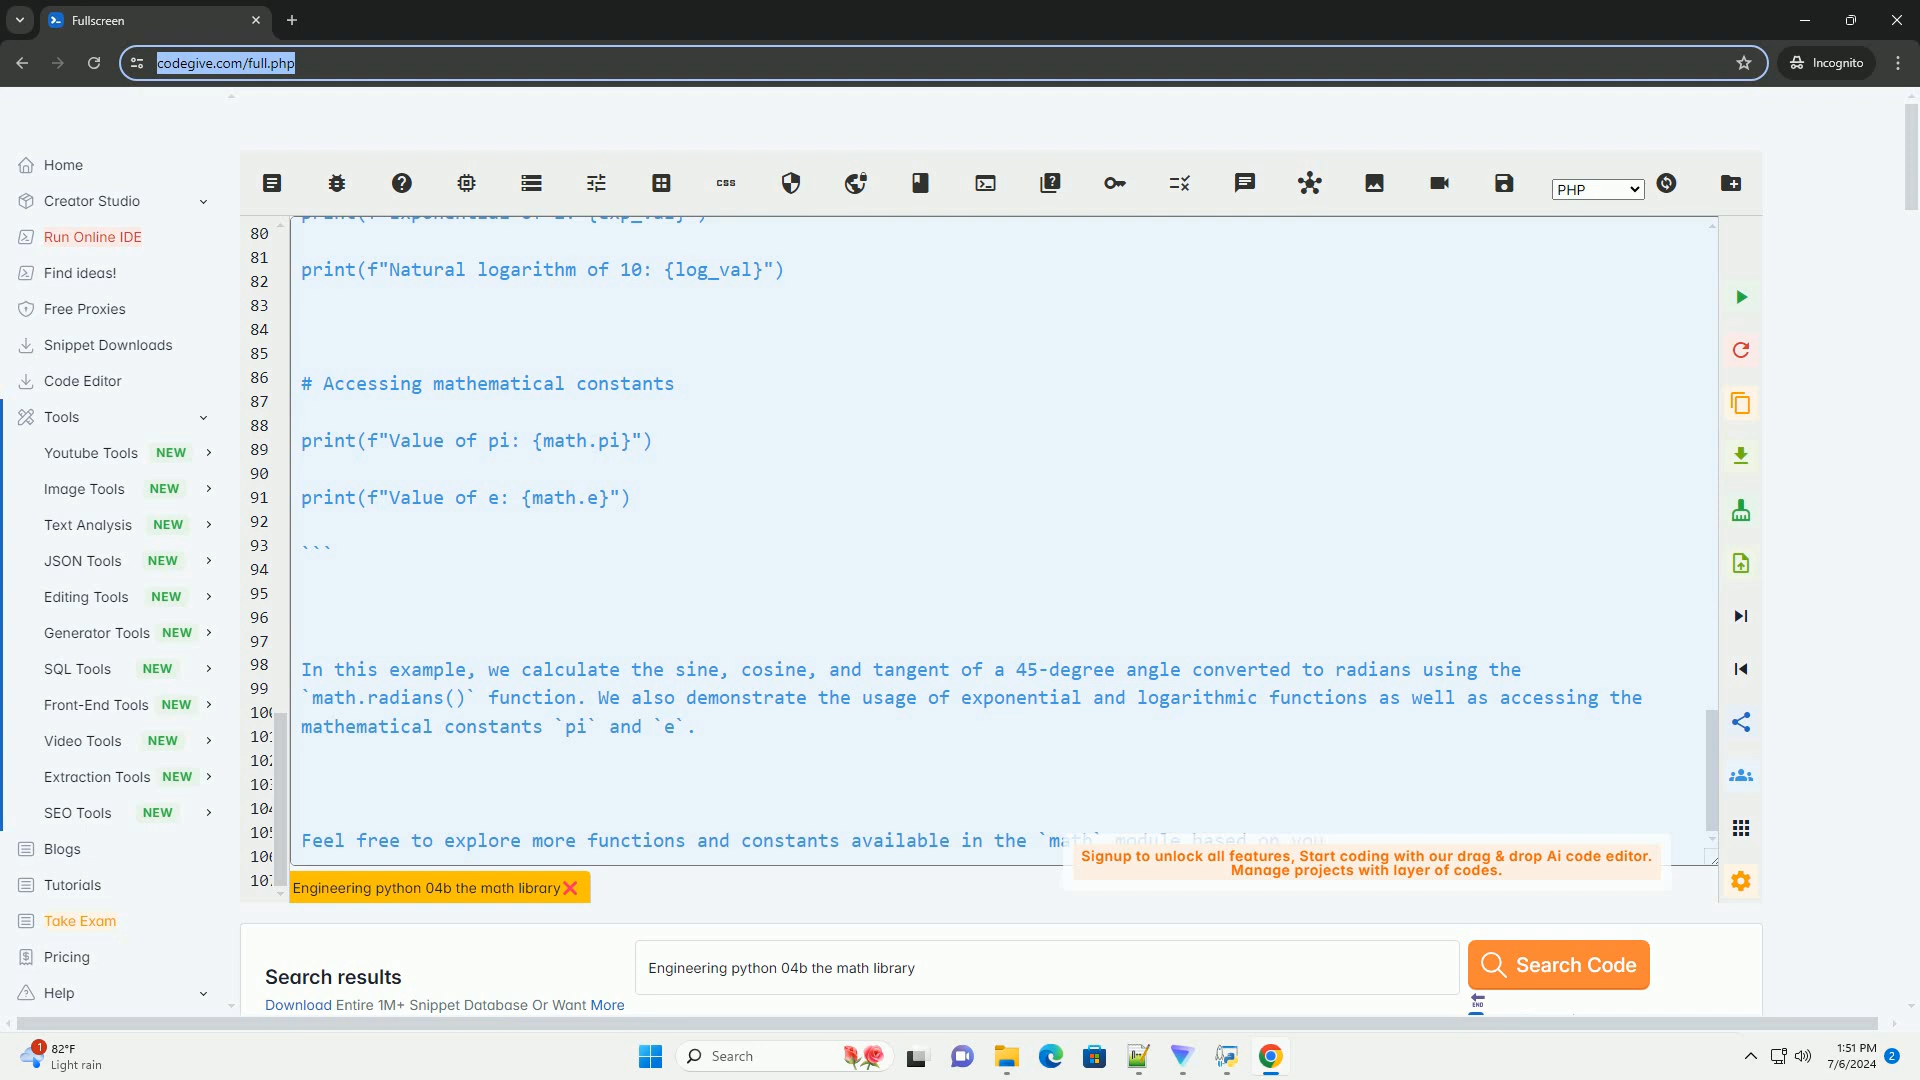 Fullscreen
codegive.com/full.php
Incognito
Home
Creator Studio
Run Online IDE
Find ideas!
Free Proxies
Snippet Downloads
Code Editor
Tools
Youtube Tools NEW
Image Tools NEW
Text Analysis NEW
JSON Tools NEW
Editing Tools NEW
Generator Tools NEW
SQL Tools NEW
Front-End Tools NEW
Video Tools NEW
Extraction Tools NEW
SEO Tools NEW
Blogs
Tutorials
Take Exam
Pricing
Help
css
PHP
80
81
82
83
84
85
86
87
88
89
90
91
92
93
94
95
96
97
98
99
print(f"Natural logarithm of 10: {log_val}")
# Accessing mathematical constants
print(f"Value of pi: {math.pi}")
print(f"Value of e: {math.e}")
```
In this example, we calculate the sine, cosine, and tangent of a 45-degree angle converted to radians using the
`math.radians()` function. We also demonstrate the usage of exponential and logarithmic functions as well as accessing the
mathematical constants `pi` and `e`.
Feel free to explore more functions and constants available in the `math` module based on you
Signup to unlock all features, Start coding with our drag & drop Ai code editor.
Manage projects with layer of codes.
Engineering python 04b the math library
Search results
Download Entire 1M+ Snippet Database Or Want More
Engineering python 04b the math library
Search Code
END
1
82°F
Light rain
Search
1:51 PM
7/6/2024
2